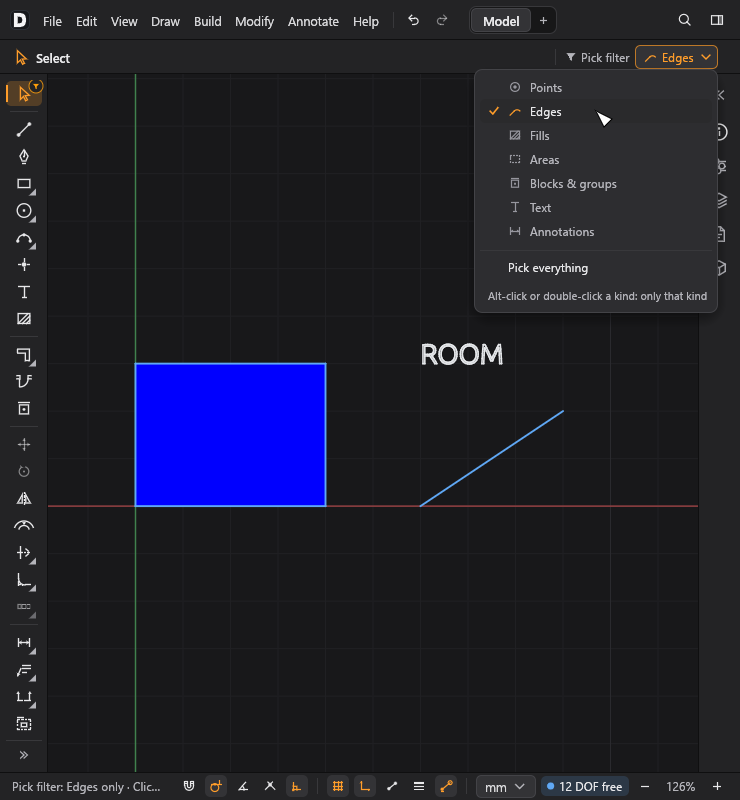 D File Edit View Draw Build Modify Annotate Help Model +
Select Pick filter Edges
Points
Edges
Fills
Areas
Blocks & groups
Text
Annotations
Pick everything
Alt-click or double-click a kind: only that kind
ROOM
Pick filter: Edges only · Clic... mm 12 DOF free − 126% +